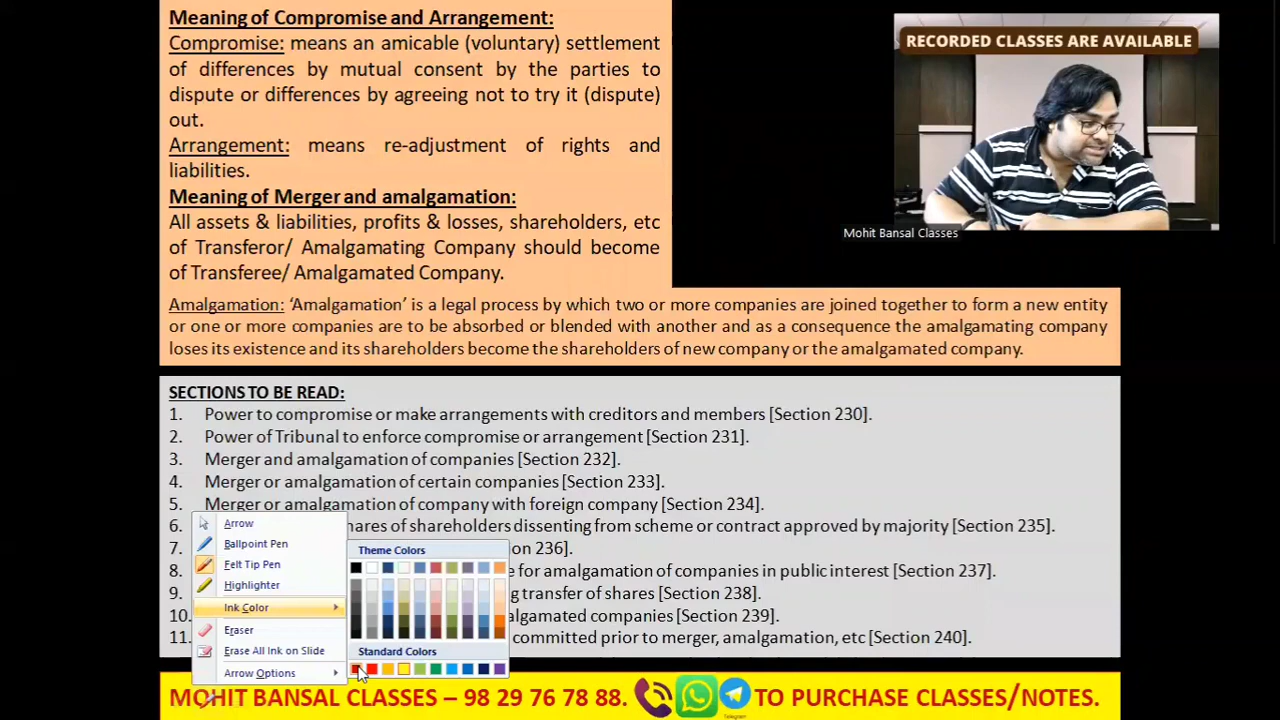 Meaning of Compromise and Arrangement:
Compromise: means an amicable (voluntary) settlement
of differences by mutual consent by the parties to
dispute or differences by agreeing not to try it (dispute)
out.
Arrangement: means re-adjustment of rights and
liabilities.
Meaning of Merger and amalgamation:
All assets & liabilities, profits & losses, shareholders, etc
of Transferor/ Amalgamating Company should become
of Transferee/ Amalgamated Company.
RECORDED CLASSES ARE AVAILABLE
Mohit Bansal Classes
Amalgamation: ‘Amalgamation’ is a legal process by which two or more companies are joined together to form a new entity
or one or more companies are to be absorbed or blended with another and as a consequence the amalgamating company
loses its existence and its shareholders become the shareholders of new company or the amalgamated company.
SECTIONS TO BE READ:
1. Power to compromise or make arrangements with creditors and members [Section 230].
2. Power of Tribunal to enforce compromise or arrangement [Section 231].
3. Merger and amalgamation of companies [Section 232].
4. Merger or amalgamation of certain companies [Section 233].
5. Merger or amalgamation of company with foreign company [Section 234].
6. hares of shareholders dissenting from scheme or contract approved by majority [Section 235].
7. on 236].
8. e for amalgamation of companies in public interest [Section 237].
9. g transfer of shares [Section 238].
10. algamated companies [Section 239].
11. committed prior to merger, amalgamation, etc [Section 240].
Arrow
Ballpoint Pen
Felt Tip Pen
Highlighter
Ink Color
Eraser
Erase All Ink on Slide
Arrow Options
Theme Colors
Standard Colors
MOHIT BANSAL CLASSES – 98 29 76 78 88. TO PURCHASE CLASSES/NOTES.
Telegram